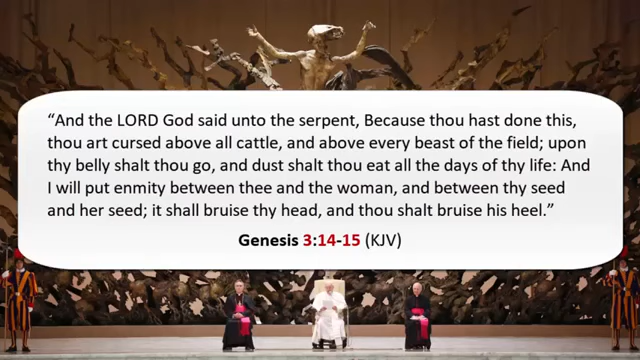 “And the LORD God said unto the serpent, Because thou hast done this,
thou art cursed above all cattle, and above every beast of the field; upon
thy belly shalt thou go, and dust shalt thou eat all the days of thy life: And
I will put enmity between thee and the woman, and between thy seed
and her seed; it shall bruise thy head, and thou shalt bruise his heel.”
Genesis 3:14-15 (KJV)